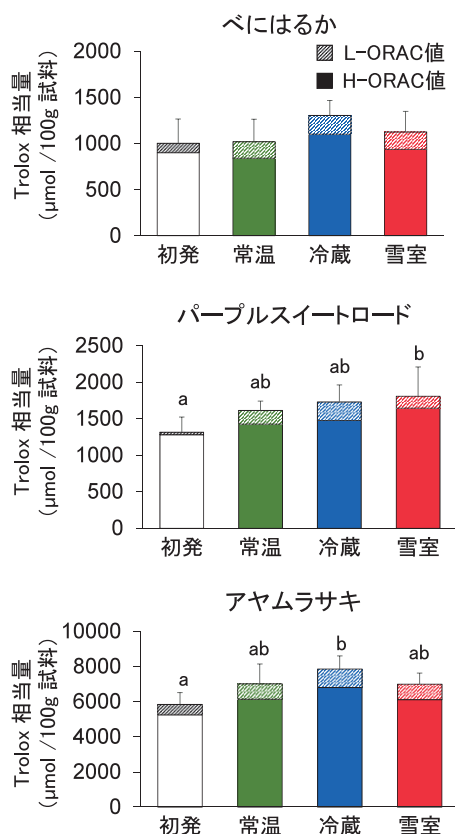 べにはるか
L-ORAC値
H-ORAC値
Trolox 相当量
(μmol /100g 試料)
2000
1500
1000
500
0
初発 常温 冷蔵 雪室
パープルスイートロード
Trolox 相当量
(μmol /100g 試料)
2500
2000
1500
1000
500
0
a ab ab b
初発 常温 冷蔵 雪室
アヤムラサキ
Trolox 相当量
(μmol /100g 試料)
10000
8000
6000
4000
2000
0
a ab b ab
初発 常温 冷蔵 雪室